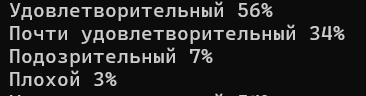 Удовлетворительный 56%
Почти удовлетворительный 34%
Подозрительный 7%
Плохой 3%